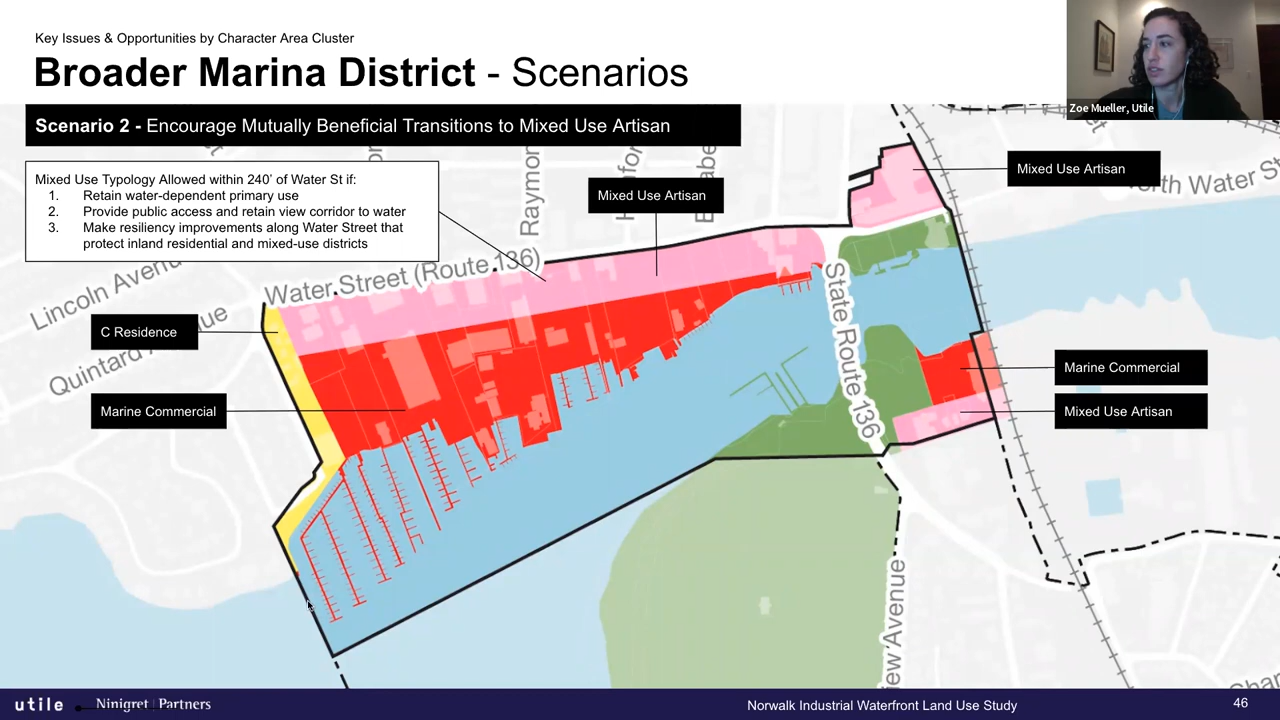 Key Issues & Opportunities by Character Area Cluster
Broader Marina District - Scenarios
Zoe Mueller, Utile
Scenario 2 - Encourage Mutually Beneficial Transitions to Mixed Use Artisan
Mixed Use Typology Allowed within 240' of Water St if:
1. Retain water-dependent primary use
2. Provide public access and retain view corridor to water
3. Make resiliency improvements along Water Street that
protect inland residential and mixed-use districts
Mixed Use Artisan
Mixed Use Artisan
Raymon
Elizabe
Water Street (Route 136)
Lincoln Avenu
Quintard Avenue
C Residence
Marine Commercial
State Route 136
orth Water St
Marine Commercial
Mixed Use Artisan
iew Avenue
utile
Ninigret Partners
Norwalk Industrial Waterfront Land Use Study
46